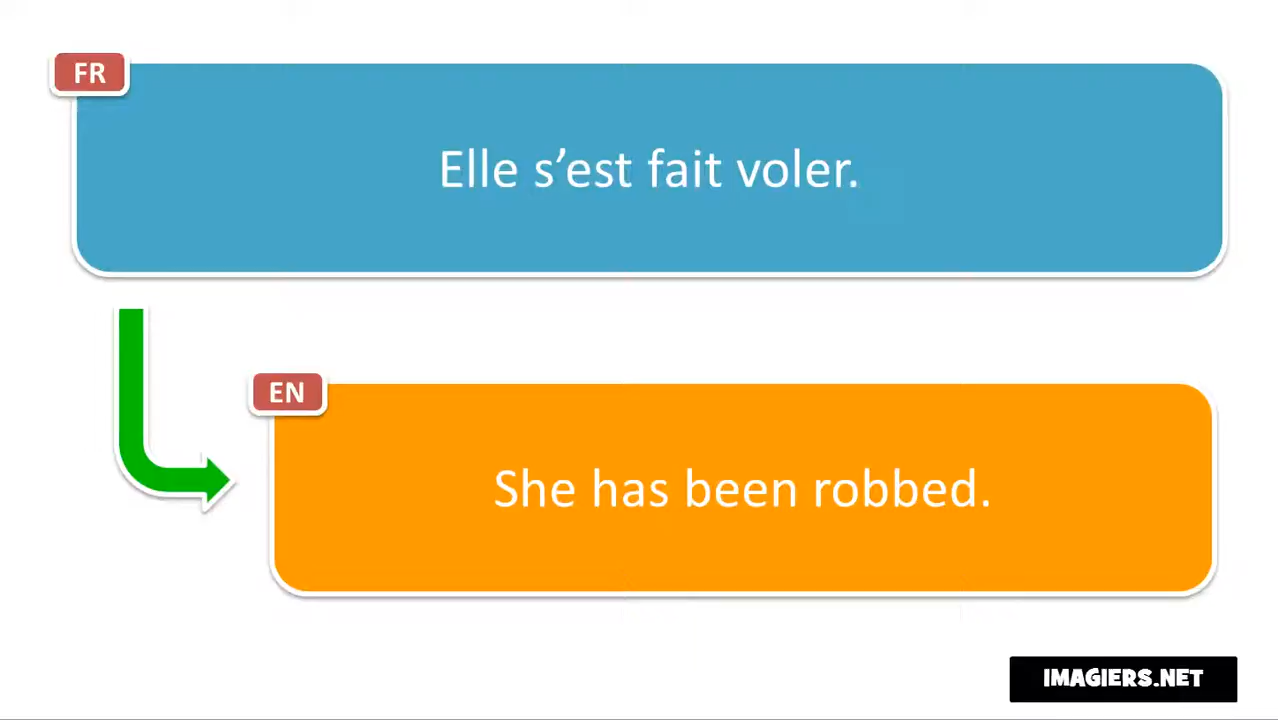 FR
Elle s’est fait voler.
EN
She has been robbed.
IMAGIERS.NET